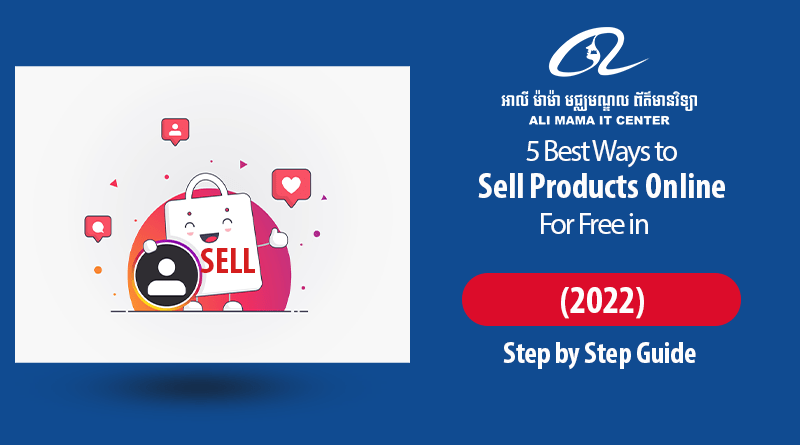 SELL
អាលី ម៉ាម៉ា មជ្ឈមណ្ឌល ព័ត៌មានវិទ្យា
ALI MAMA IT CENTER
5 Best Ways to
Sell Products Online
For Free in
(2022)
Step by Step Guide